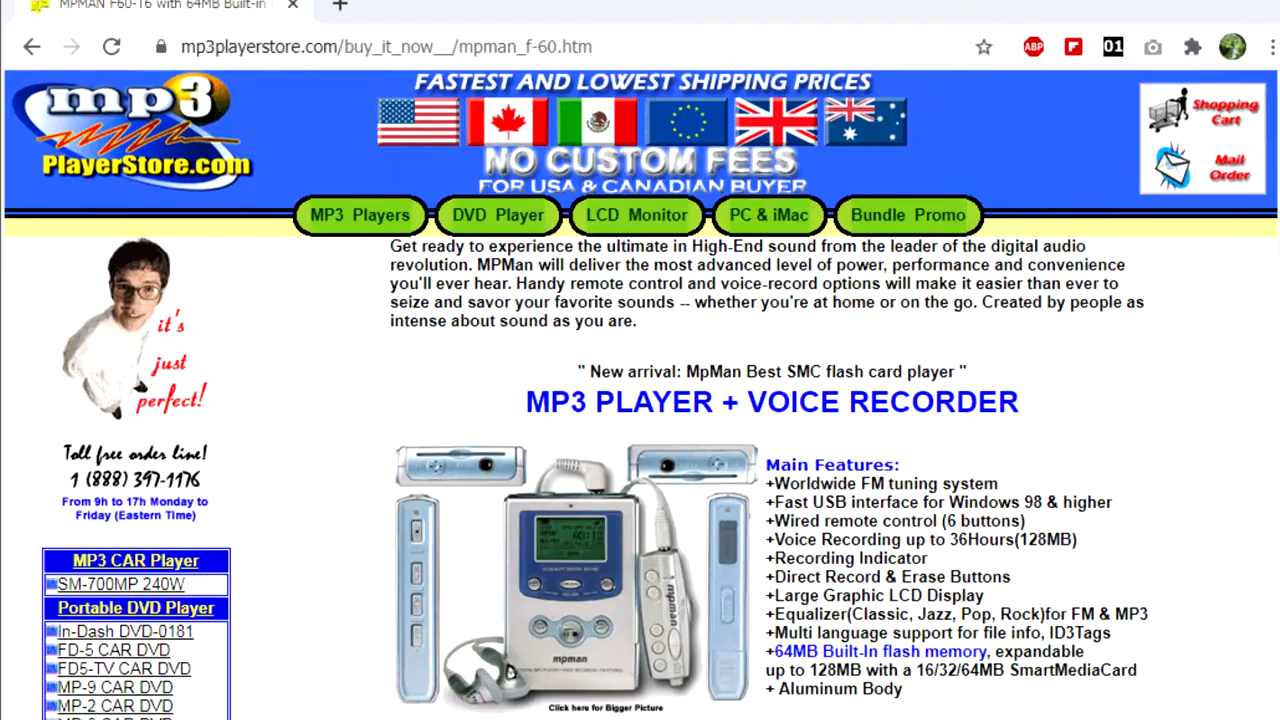 MPMAN F60-T6 with 64MB Built-in
mp3playerstore.com/buy_it_now__/mpman_f-60.htm
ABP
01
mp3
PlayerStore.com
FASTEST AND LOWEST SHIPPING PRICES
NO CUSTOM FEES
FOR USA & CANADIAN BUYER
Shopping
Cart
Mail
Order
MP3 Players
DVD Player
LCD Monitor
PC & iMac
Bundle Promo
it's
just
perfect!
Toll free order line!
1 (888) 397-1176
From 9h to 17h Monday to
Friday (Eastern Time)
MP3 CAR Player
SM-700MP 240W
Portable DVD Player
In-Dash DVD-0181
FD-5 CAR DVD
FD5-TV CAR DVD
MP-9 CAR DVD
MP-2 CAR DVD
Get ready to experience the ultimate in High-End sound from the leader of the digital audio
revolution. MPMan will deliver the most advanced level of power, performance and convenience
you'll ever hear. Handy remote control and voice-record options will make it easier than ever to
seize and savor your favorite sounds -- whether you're at home or on the go. Created by people as
intense about sound as you are.
" New arrival: MpMan Best SMC flash card player "
MP3 PLAYER + VOICE RECORDER
mpman
mpman
Click here for Bigger Picture
Main Features:
+Worldwide FM tuning system
+Fast USB interface for Windows 98 & higher
+Wired remote control (6 buttons)
+Voice Recording up to 36Hours(128MB)
+Recording Indicator
+Direct Record & Erase Buttons
+Large Graphic LCD Display
+Equalizer(Classic, Jazz, Pop, Rock)for FM & MP3
+Multi language support for file info, ID3Tags
+64MB Built-In flash memory, expandable
up to 128MB with a 16/32/64MB SmartMediaCard
+ Aluminum Body